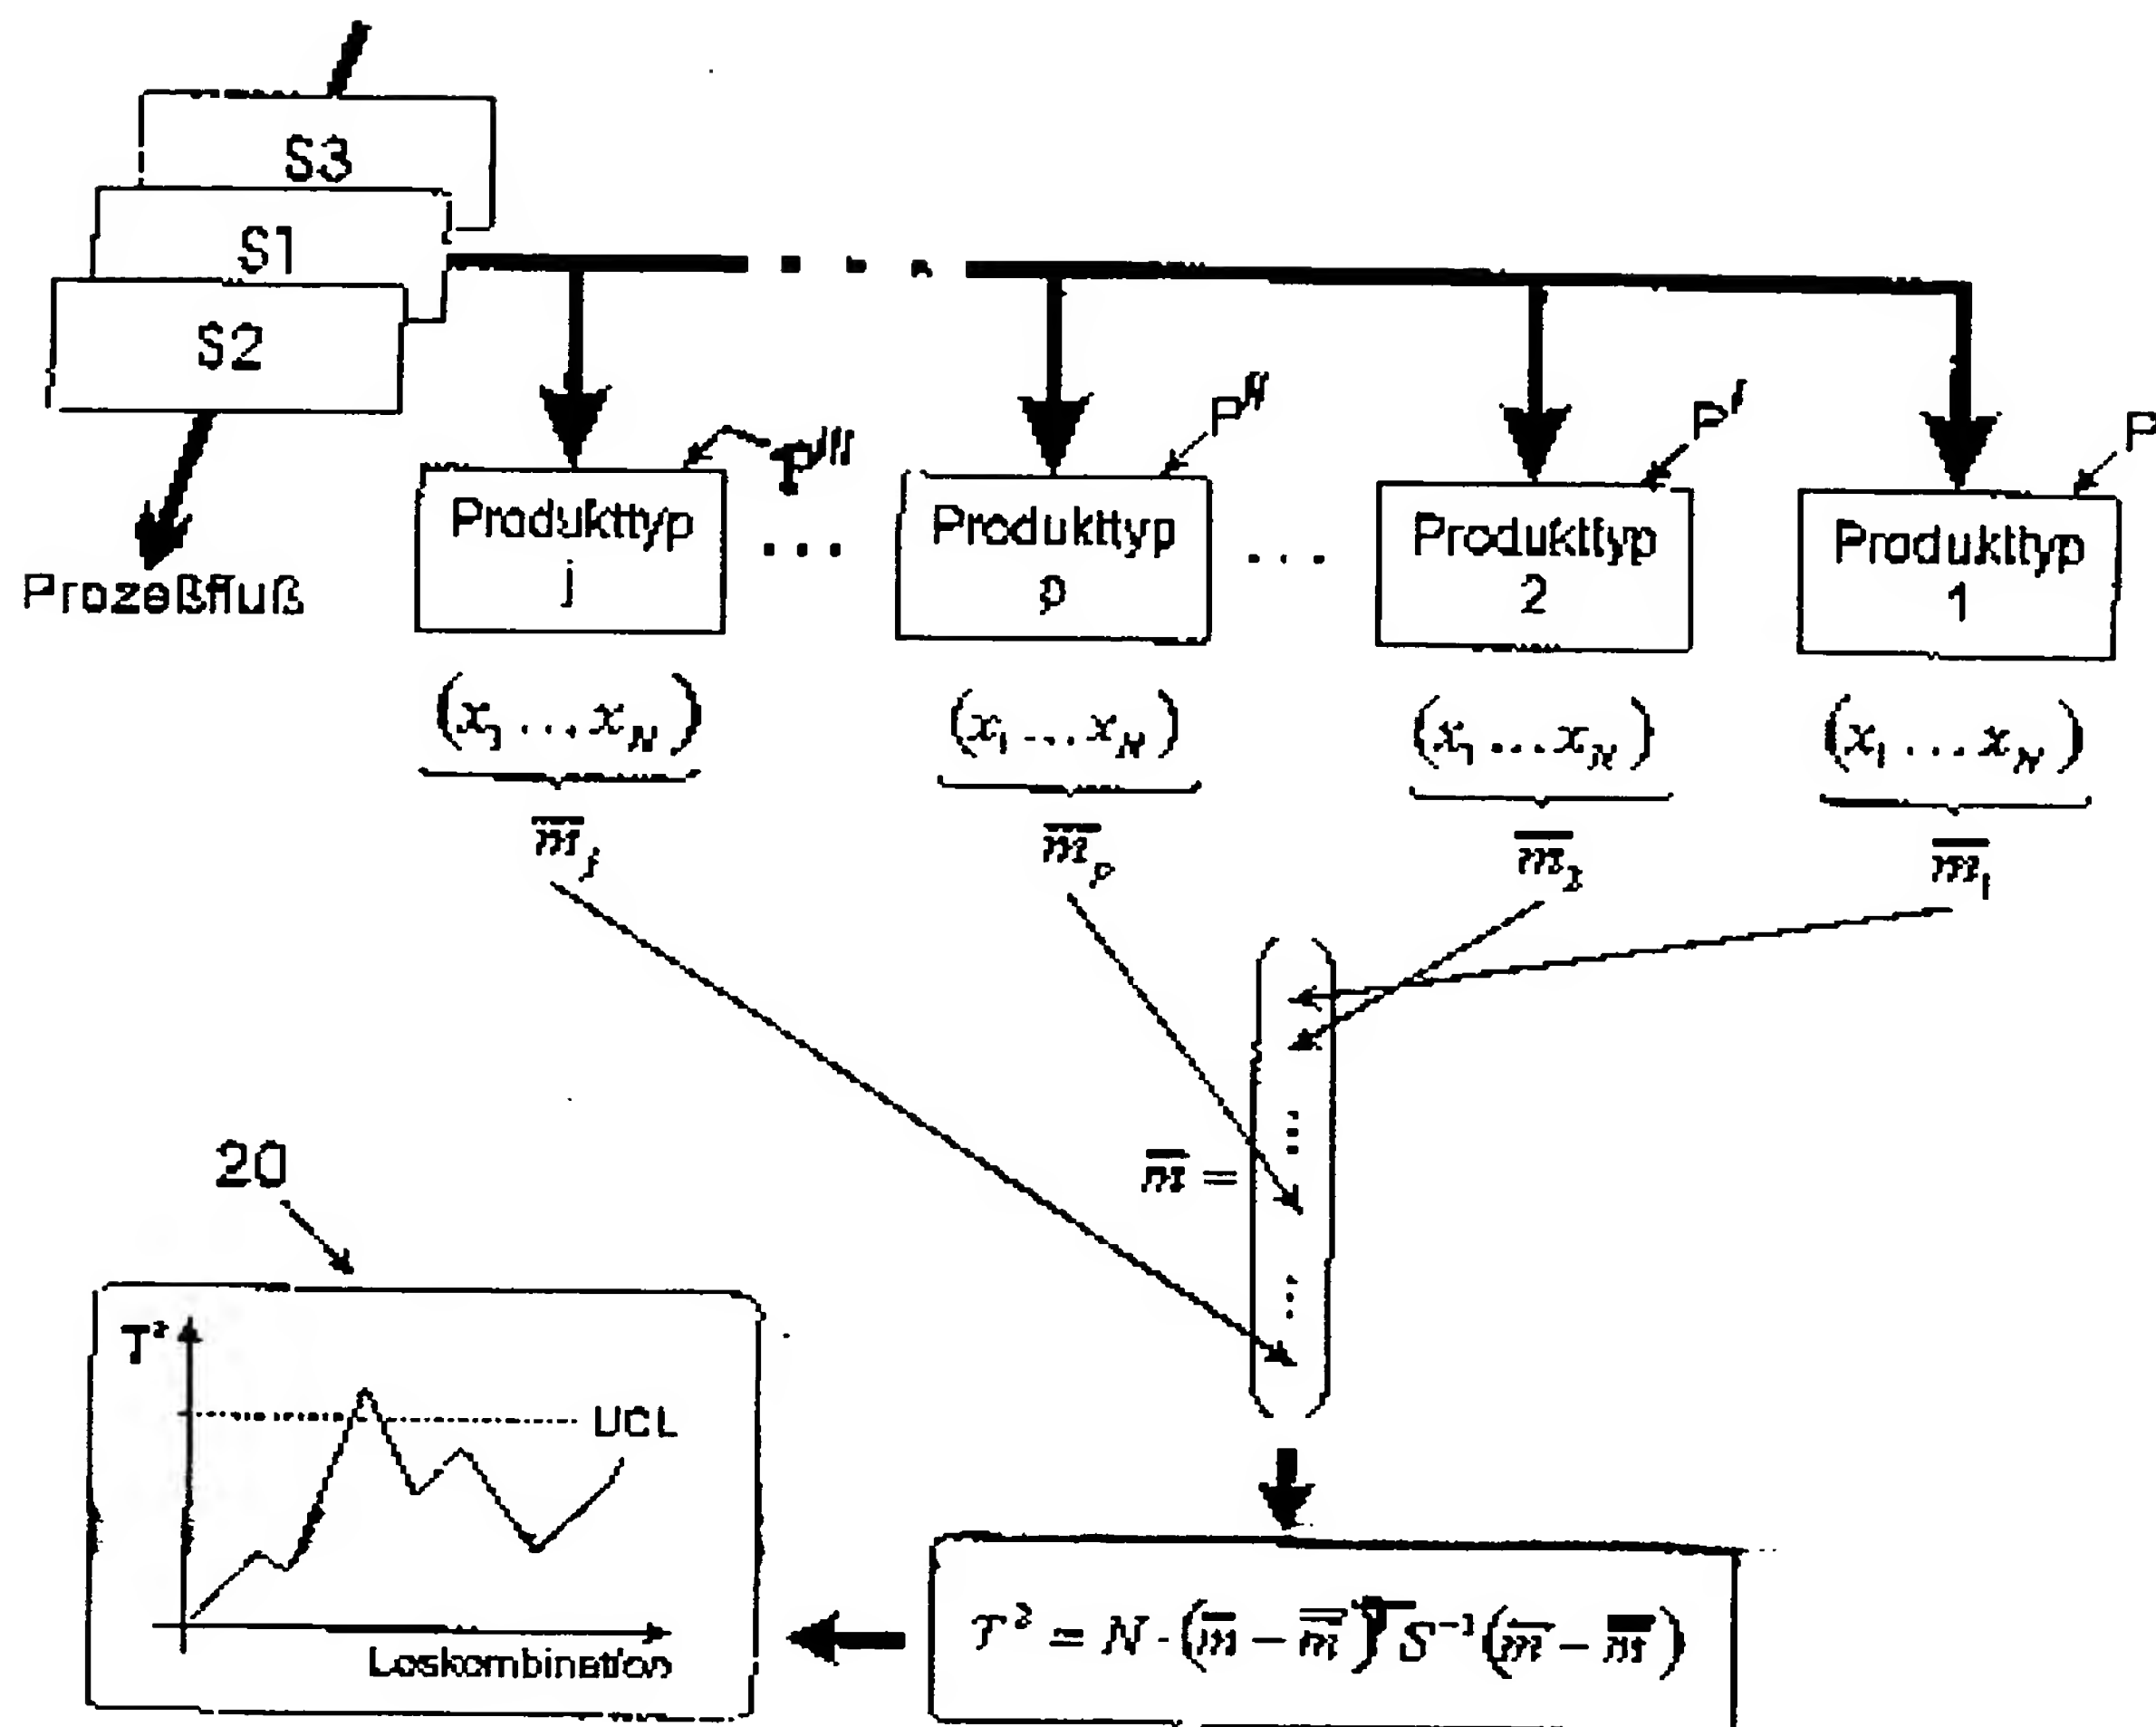 S3
S1
S2
Prozeßfluß
P'''
P''
P'
P
Produkttyp
j
...
Produkttyp
p
...
Produkttyp
2
Produkttyp
1
(x₁ ... x_N)
(x₁ ... x_N)
(x₁ ... x_N)
(x₁ ... x_N)
m̅_j
m̅_p
m̅₂
m̅₁
m̅ =
20
T²
UCL
Loskombination
T² = N · (m̅ − m̿)ᵀ S⁻¹ (m̅ − m̿)